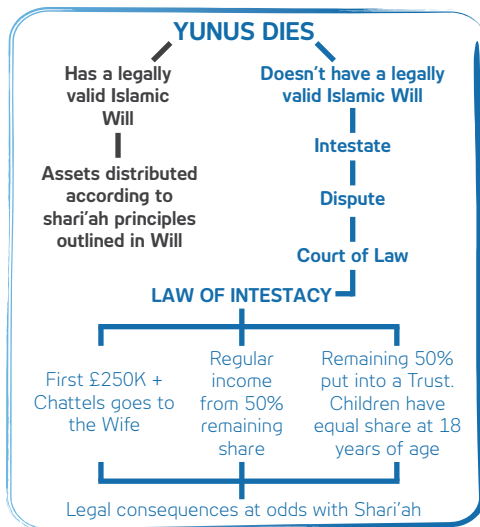 YUNUS DIES
Has a legally
valid Islamic
Will
Assets distributed
according to
shari’ah principles
outlined in Will
Doesn’t have a legally
valid Islamic Will
Intestate
Dispute
Court of Law
LAW OF INTESTACY
First £250K +
Chattels goes to
the Wife
Regular
income
from 50%
remaining
share
Remaining 50%
put into a Trust.
Children have
equal share at 18
years of age
Legal consequences at odds with Shari’ah